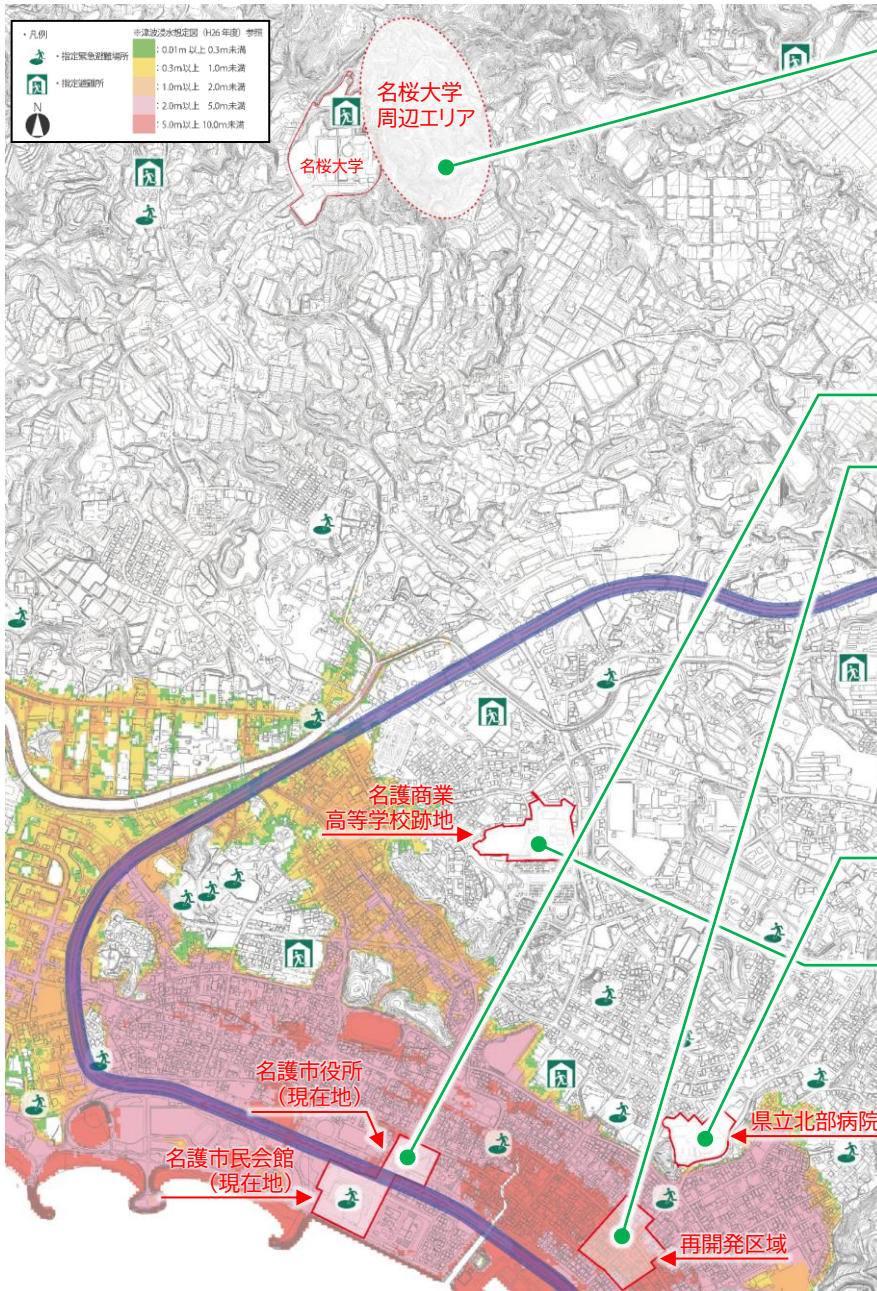 ・凡例
・指定緊急避難場所
・指定避難所
N
※津波浸水想定図（H26年度）参照
：0.01m以上 0.3m未満
：0.3m以上 1.0m未満
：1.0m以上 2.0m未満
：2.0m以上 5.0m未満
：5.0m以上 10.0m未満
名桜大学
周辺エリア
名桜大学
名護商業
高等学校跡地
名護市役所
（現在地）
名護市民会館
（現在地）
県立北部病院
再開発区域